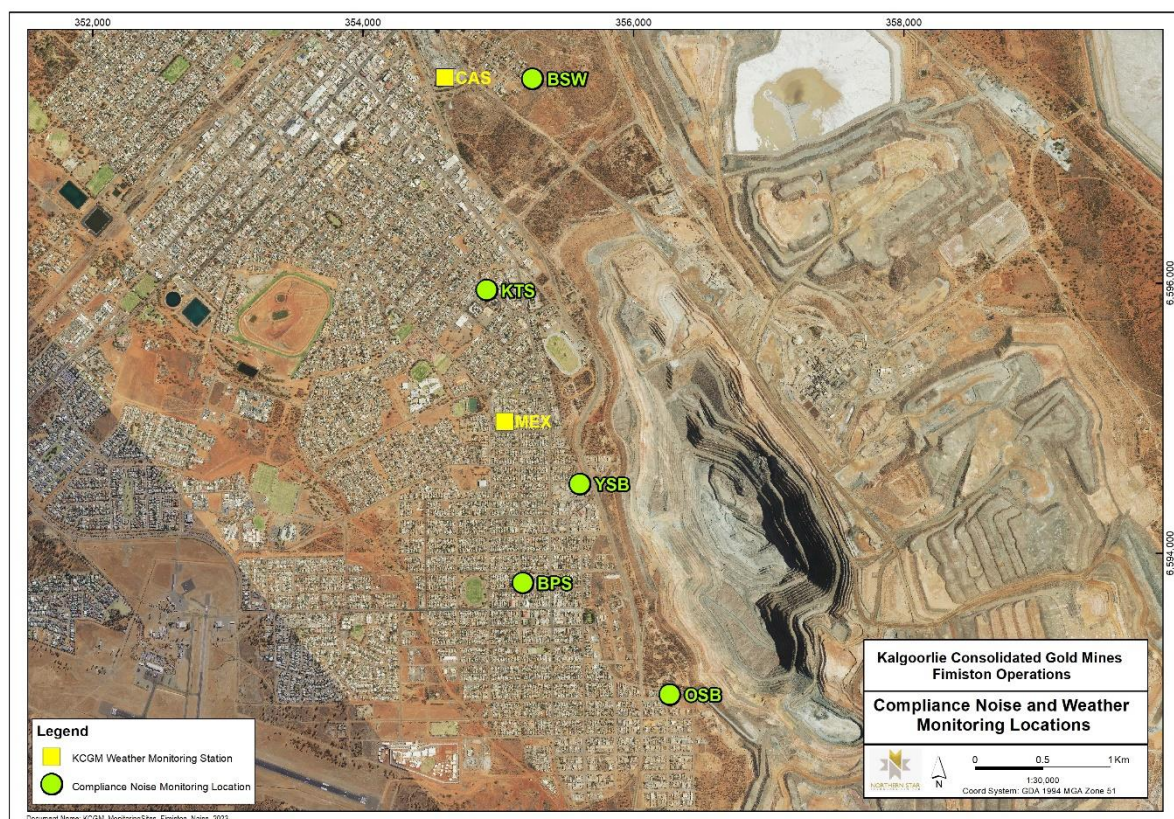 352,000
354,000
356,000
358,000
CAS
BSW
6,596,000
KTS
MEX
YSB
6,594,000
BPS
OSB
Legend
KCGM Weather Monitoring Station
Compliance Noise Monitoring Location
Kalgoorlie Consolidated Gold Mines
Fimiston Operations
Compliance Noise and Weather
Monitoring Locations
NORTHERN STAR
N
0 0.5 1 Km
1:30,000
Coord System: GDA 1994 MGA Zone 51
Document Name: KCGM_MonitoringSites_Fimiston_Noise_2023